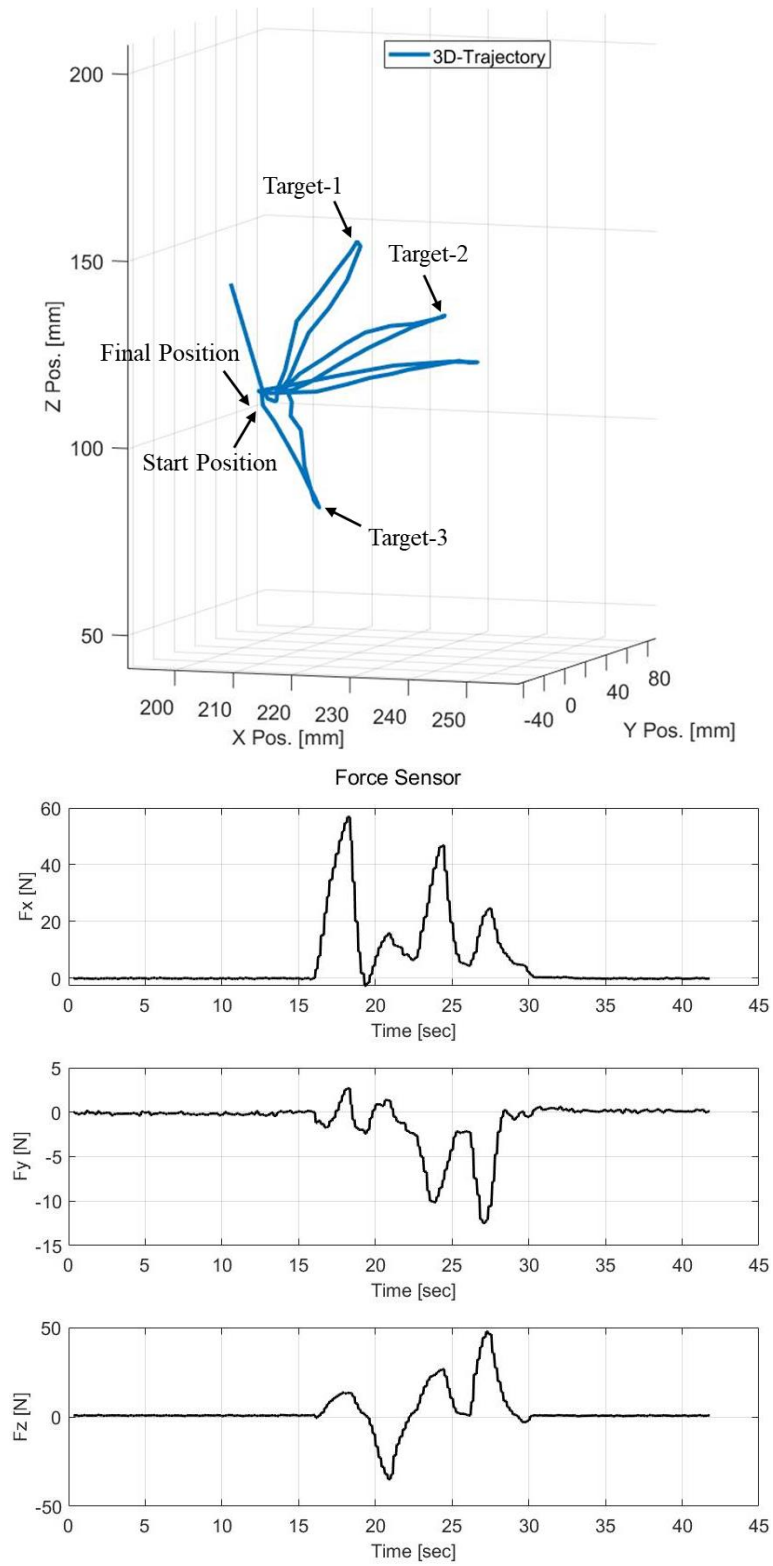 3D-Trajectory
200
150
100
50
Z Pos. [mm]
Target-1
Target-2
Final Position
Start Position
Target-3
200 210 220 230 240 250
X Pos. [mm]
-40 0 40 80
Y Pos. [mm]
Force Sensor
60
40
20
0
Fx [N]
0 5 10 15 20 25 30 35 40 45
Time [sec]
5
0
-5
-10
-15
Fy [N]
0 5 10 15 20 25 30 35 40 45
Time [sec]
50
0
-50
Fz [N]
0 5 10 15 20 25 30 35 40 45
Time [sec]